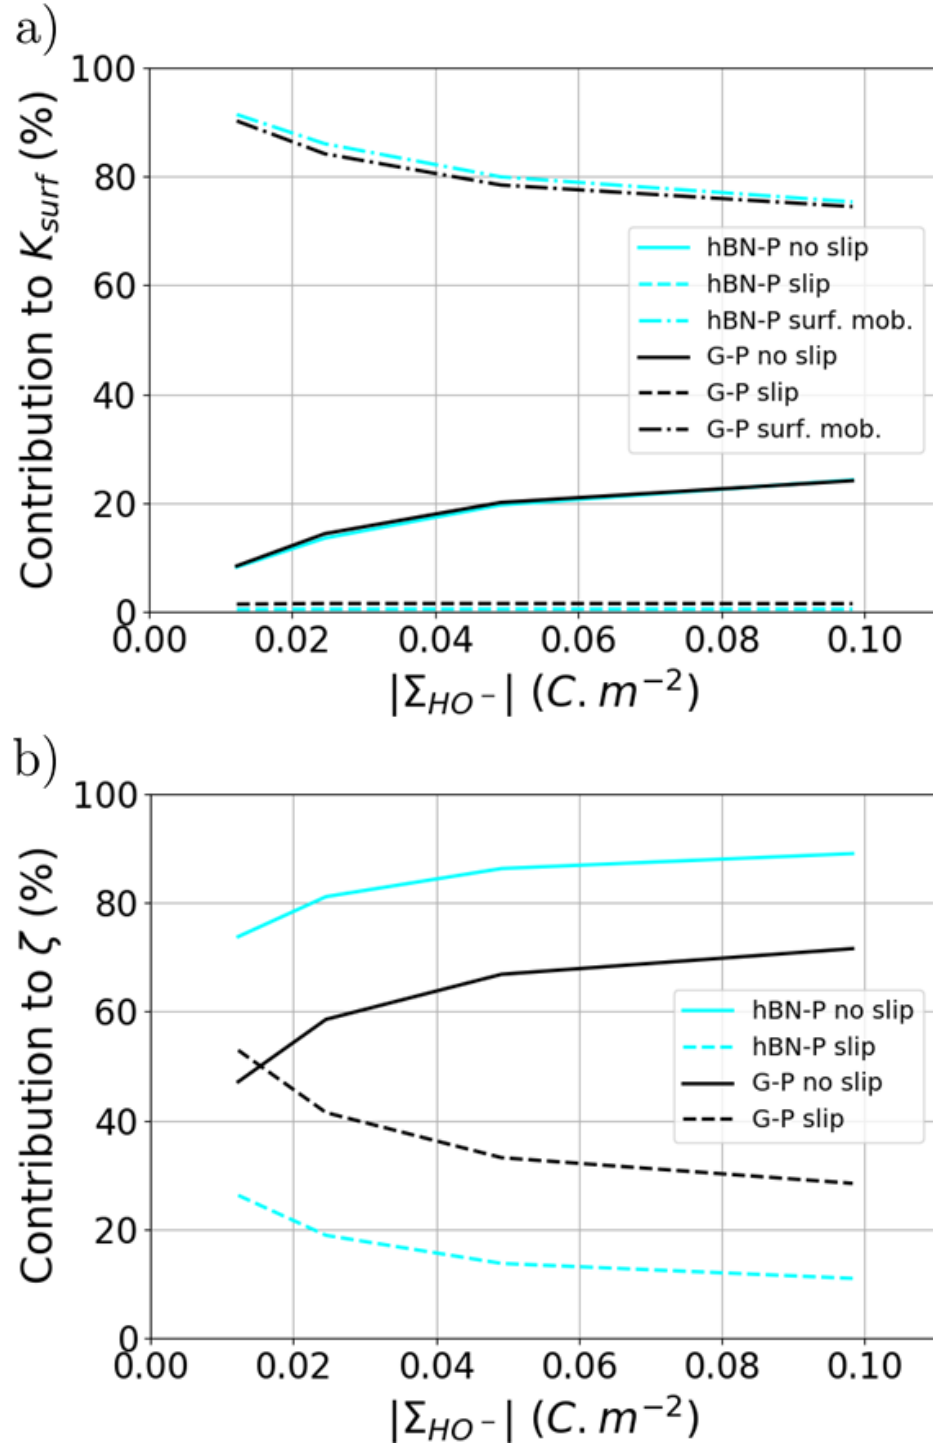 a)
Contribution to K_surf (%)
100
80
60
40
20
0
hBN-P no slip
hBN-P slip
hBN-P surf. mob.
G-P no slip
G-P slip
G-P surf. mob.
0.00 0.02 0.04 0.06 0.08 0.10
|Σ_HO⁻| (C.m⁻²)
b)
Contribution to ζ (%)
100
80
60
40
20
0
hBN-P no slip
hBN-P slip
G-P no slip
G-P slip
0.00 0.02 0.04 0.06 0.08 0.10
|Σ_HO⁻| (C.m⁻²)